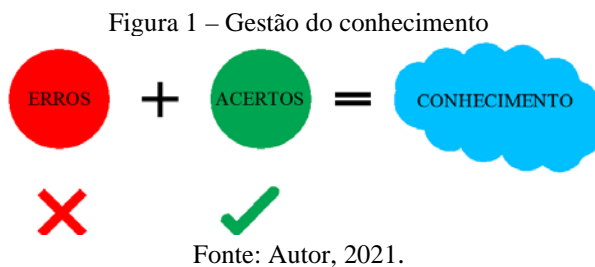 Figura 1 – Gestão do conhecimento
ERROS + ACERTOS = CONHECIMENTO
Fonte: Autor, 2021.